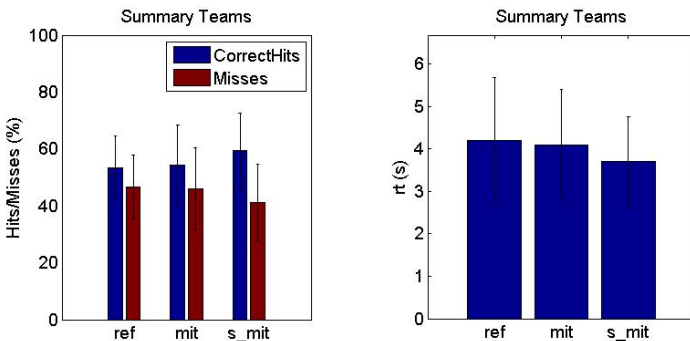 Summary Teams
100
80
60
40
20
0
Hits/Misses (%)
CorrectHits
Misses
ref mit s_mit
Summary Teams
6
5
4
3
2
1
0
rt (s)
ref mit s_mit